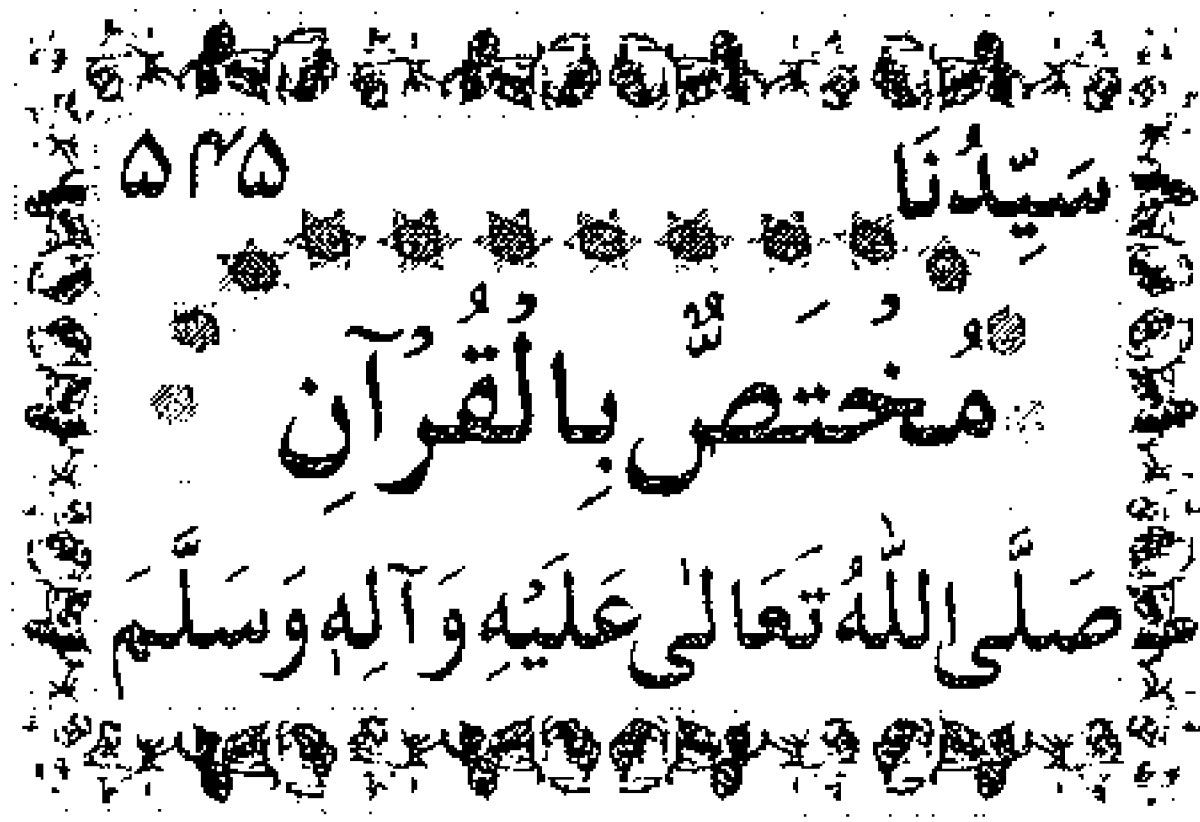 سَيِّدُنَا ۵۴۵
مُخْتَصٌّ بِالْقُرْآنِ
صَلَّى اللّٰهُ تَعَالٰى عَلَيْهِ وَآلِهٖ وَسَلَّمَ